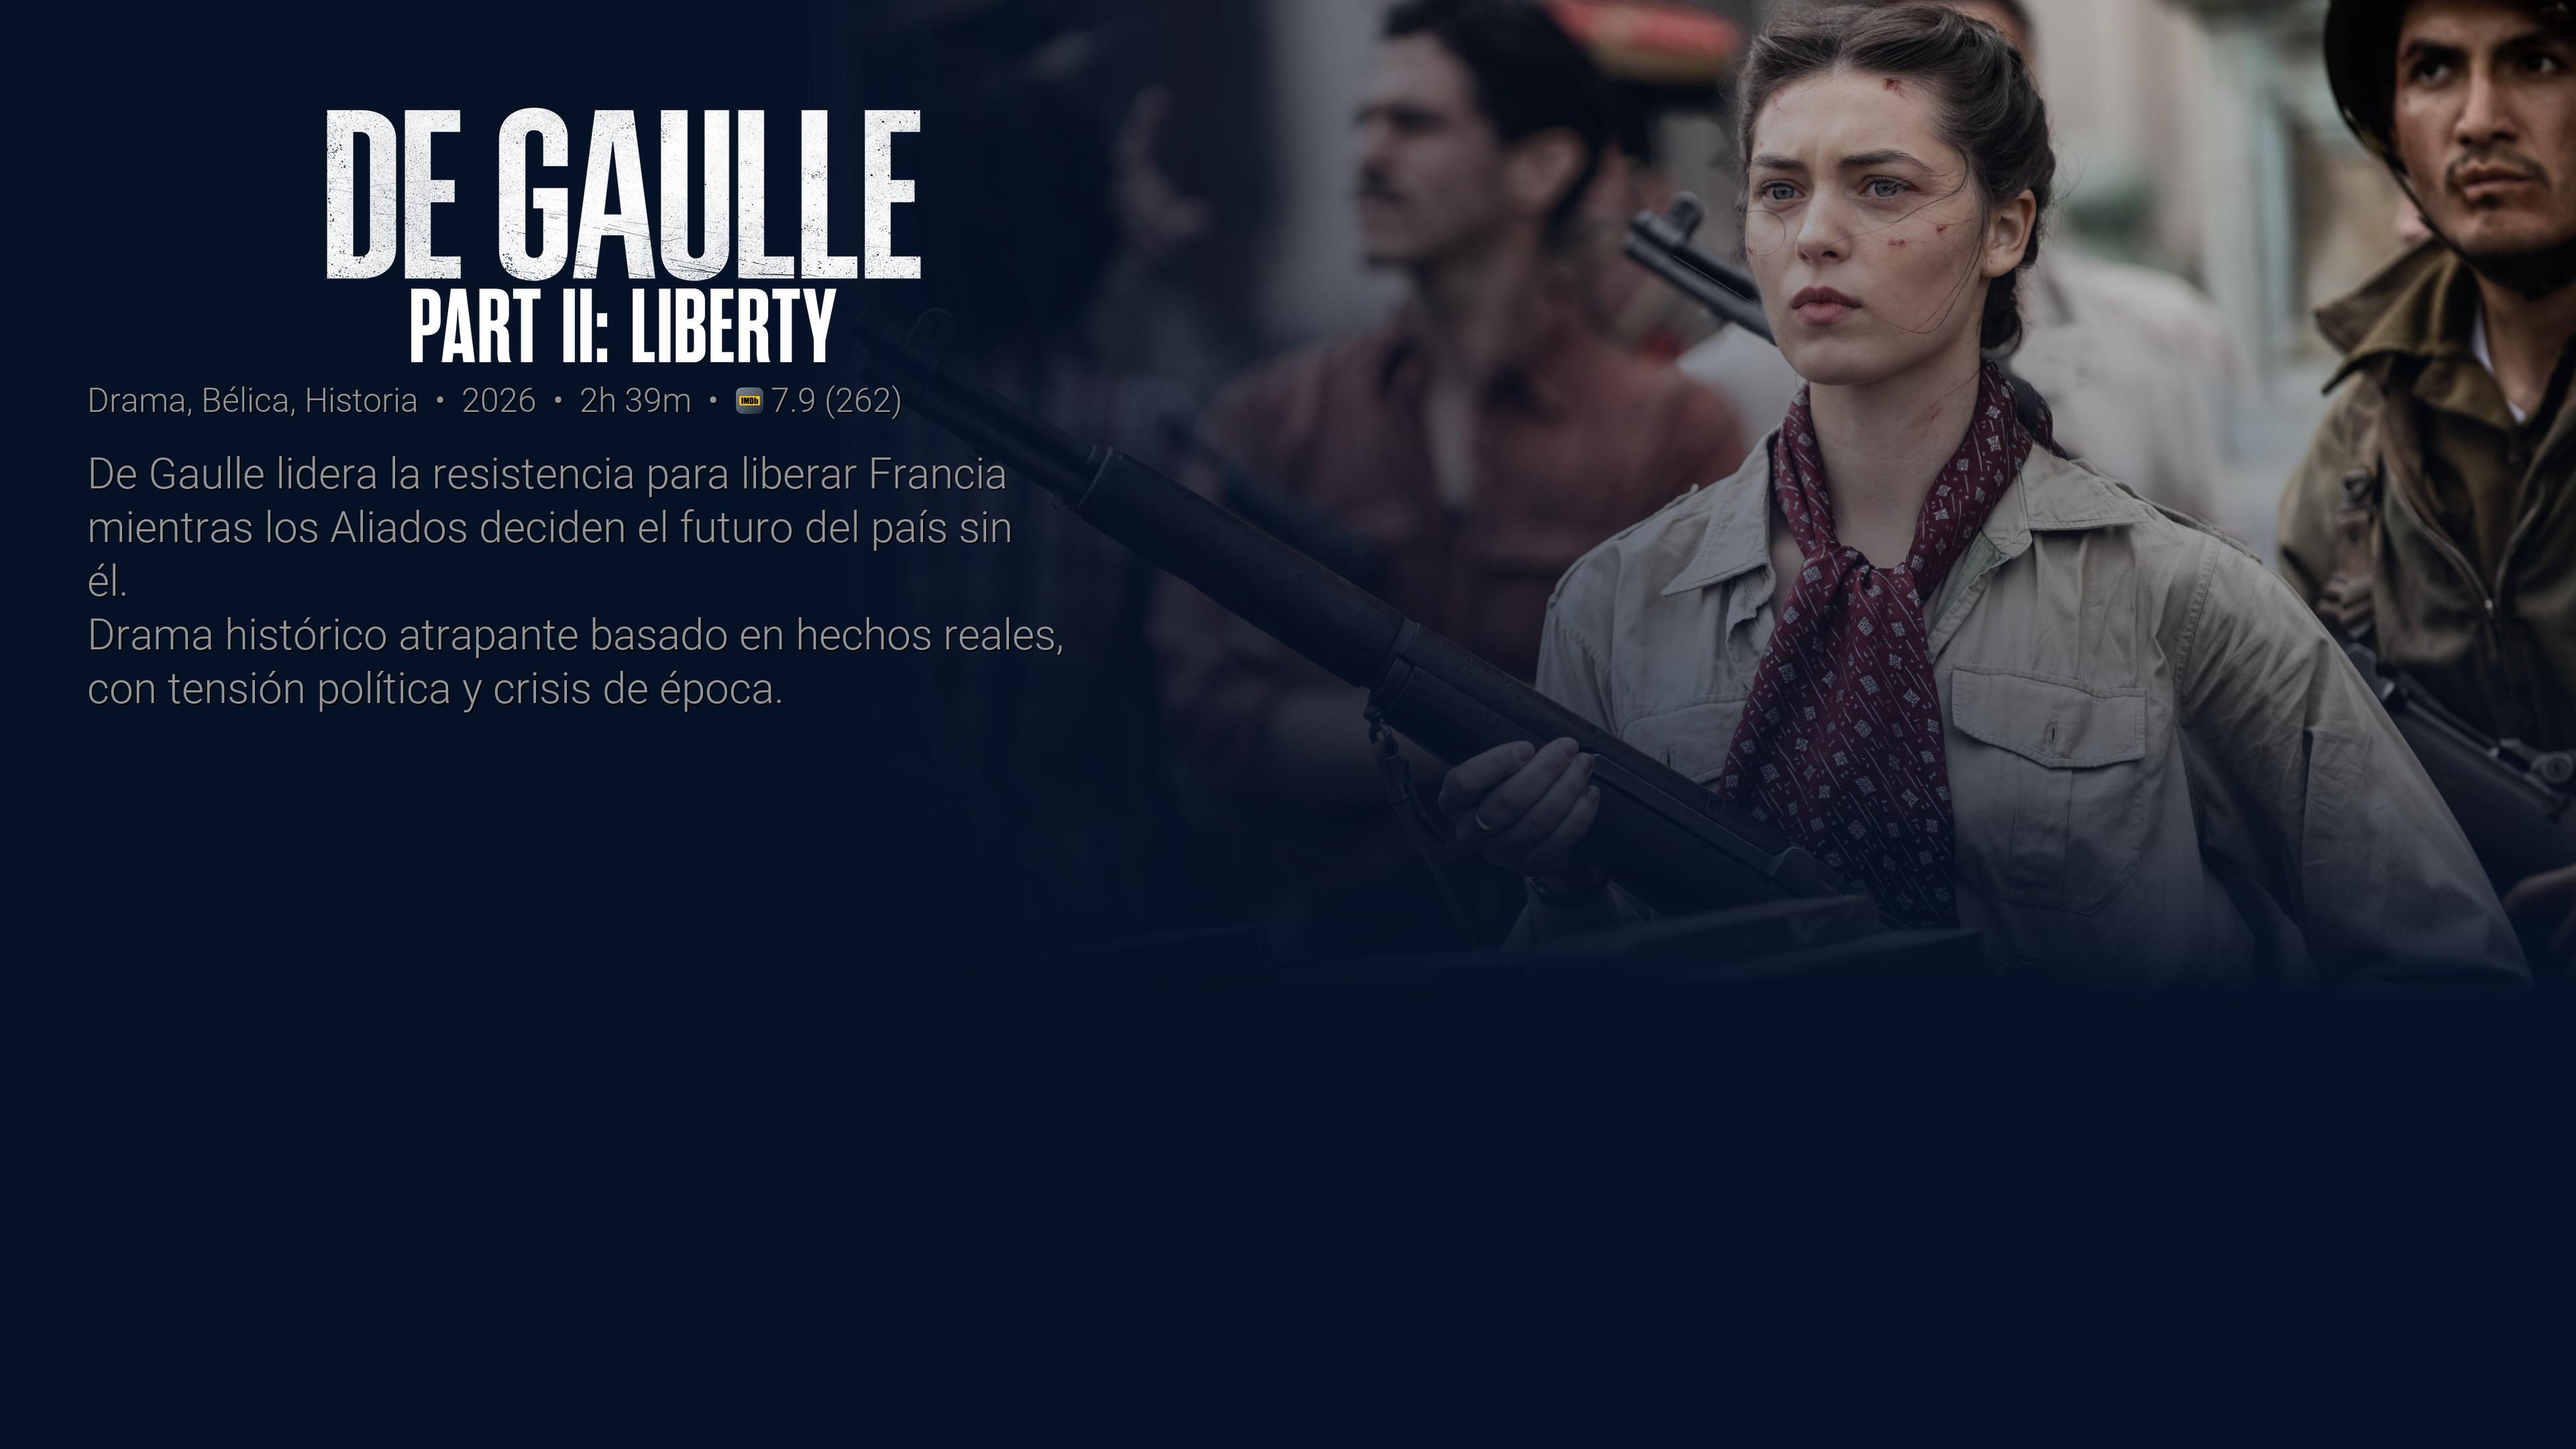 DE GAULLE
PART II: LIBERTY
Drama, Bélica, Historia • 2026 • 2h 39m • IMDb 7.9 (262)
De Gaulle lidera la resistencia para liberar Francia
mientras los Aliados deciden el futuro del país sin
él.
Drama histórico atrapante basado en hechos reales,
con tensión política y crisis de época.